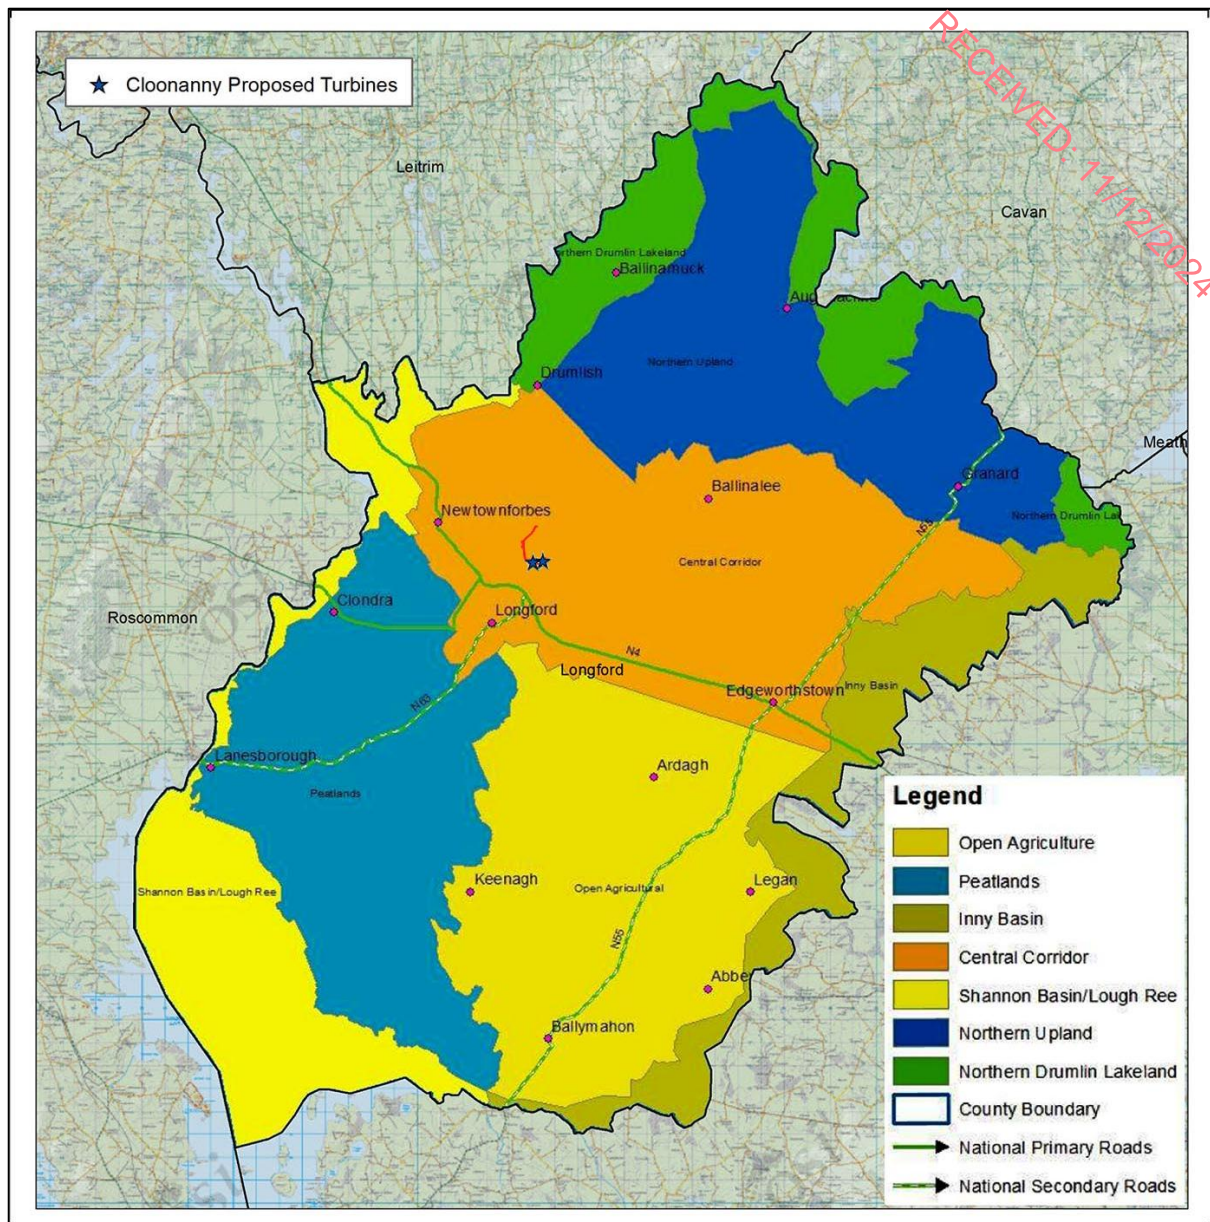 RECEIVED: 11/12/2024
Cloonanny Proposed Turbines
Leitrim
Cavan
rthern Drumlin Lakeland
Ballinamuck
Northern Upland
Drumlish
Meath
Granard
Ballinalee
Newtownforbes
Northern Drumlin Lak
N55
Central Corridor
Clondra
Longford
Roscommon
N4
Longford
Edgeworthstown
Inny Basin
N63
Lanesborough
Ardagh
Peatlands
Keenagh
Legan
Open Agricultural
Shannon Basin/Lough Ree
N55
Abbe
Ballymahon
Legend
Open Agriculture
Peatlands
Inny Basin
Central Corridor
Shannon Basin/Lough Ree
Northern Upland
Northern Drumlin Lakeland
County Boundary
National Primary Roads
National Secondary Roads